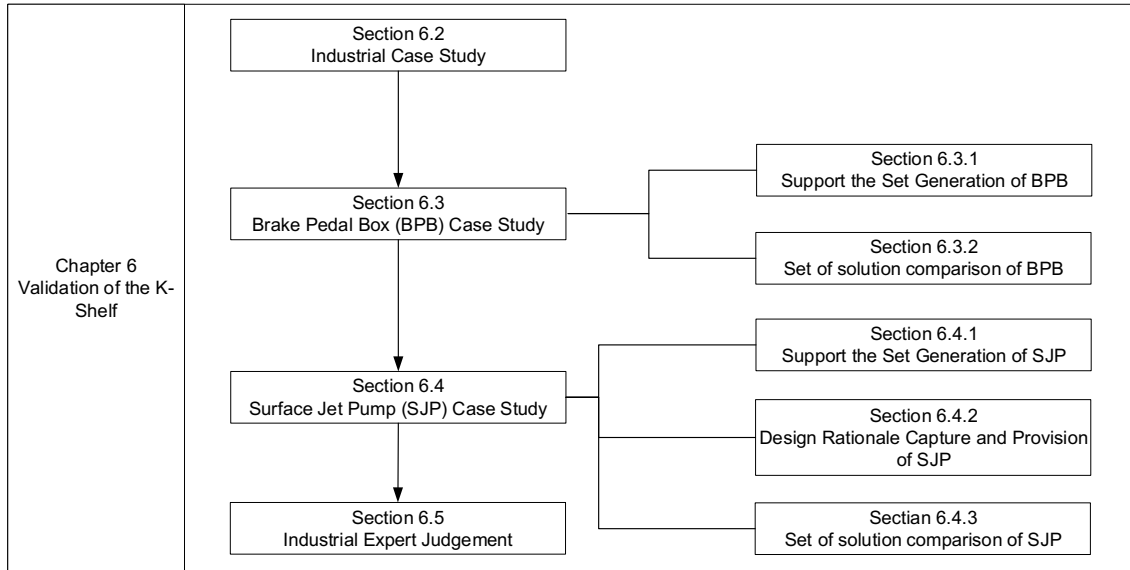 Chapter 6
Validation of the K-
Shelf
Section 6.2
Industrial Case Study
Section 6.3
Brake Pedal Box (BPB) Case Study
Section 6.3.1
Support the Set Generation of BPB
Section 6.3.2
Set of solution comparison of BPB
Section 6.4
Surface Jet Pump (SJP) Case Study
Section 6.4.1
Support the Set Generation of SJP
Section 6.4.2
Design Rationale Capture and Provision
of SJP
Sectian 6.4.3
Set of solution comparison of SJP
Section 6.5
Industrial Expert Judgement